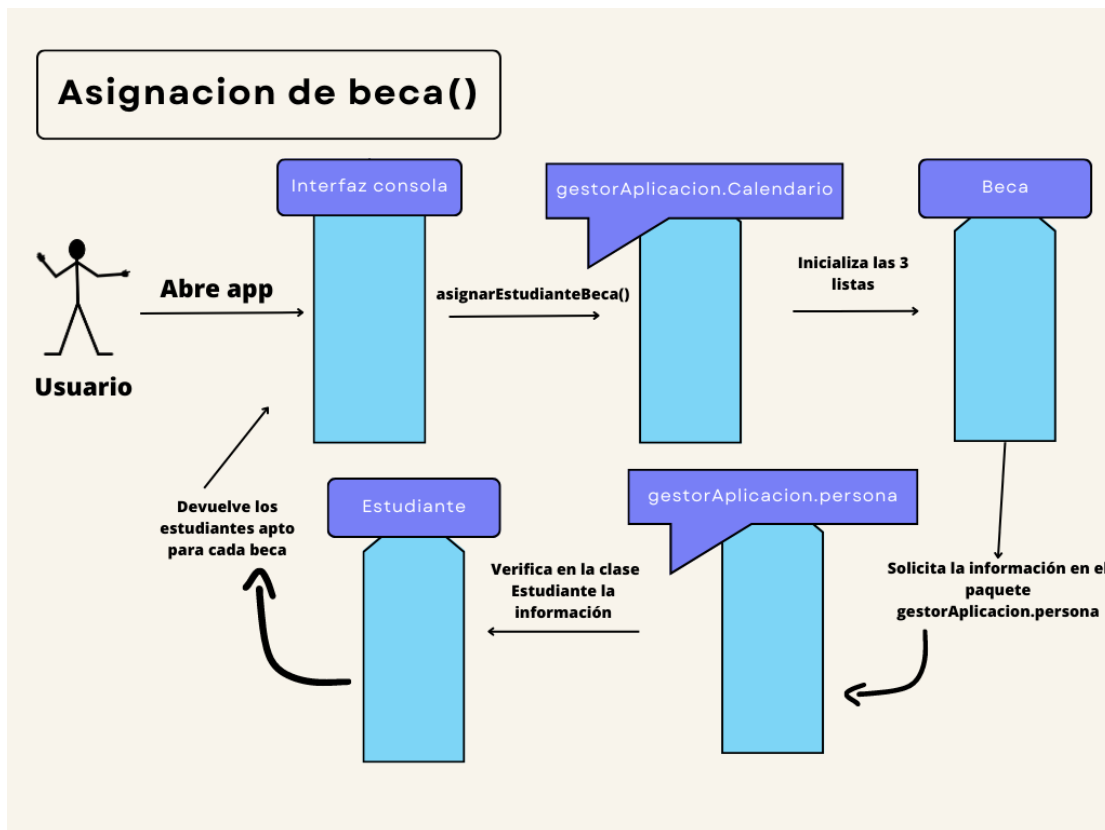 Asignacion de beca()
Interfaz consola
gestorAplicacion.Calendario
Beca
Abre app
asignarEstudianteBeca()
Inicializa las 3
listas
Usuario
Devuelve los
estudiantes apto
para cada beca
Estudiante
Verifica en la clase
Estudiante la
información
gestorAplicacion.persona
Solicita la información en el
paquete
gestorAplicacion.persona